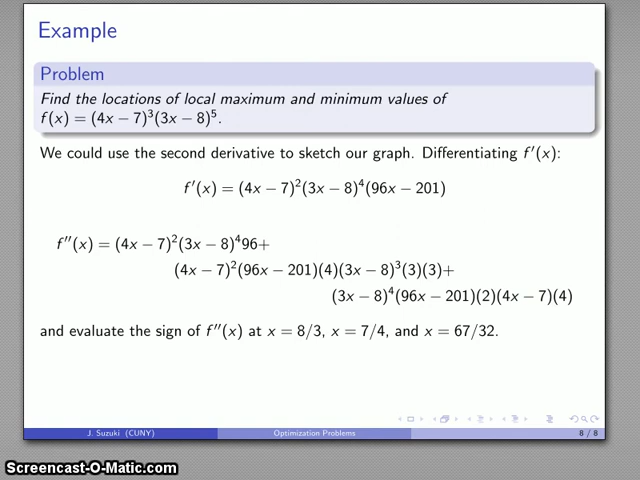 Example
Problem
Find the locations of local maximum and minimum values of
f(x) = (4x − 7)³(3x − 8)⁵.
We could use the second derivative to sketch our graph. Differentiating f′(x):
f′(x) = (4x − 7)²(3x − 8)⁴(96x − 201)
f″(x) = (4x − 7)²(3x − 8)⁴96+
(4x − 7)²(96x − 201)(4)(3x − 8)³(3)(3)+
(3x − 8)⁴(96x − 201)(2)(4x − 7)(4)
and evaluate the sign of f″(x) at x = 8/3, x = 7/4, and x = 67/32.
J. Suzuki (CUNY) Optimization Problems 8 / 8
Screencast-O-Matic.com